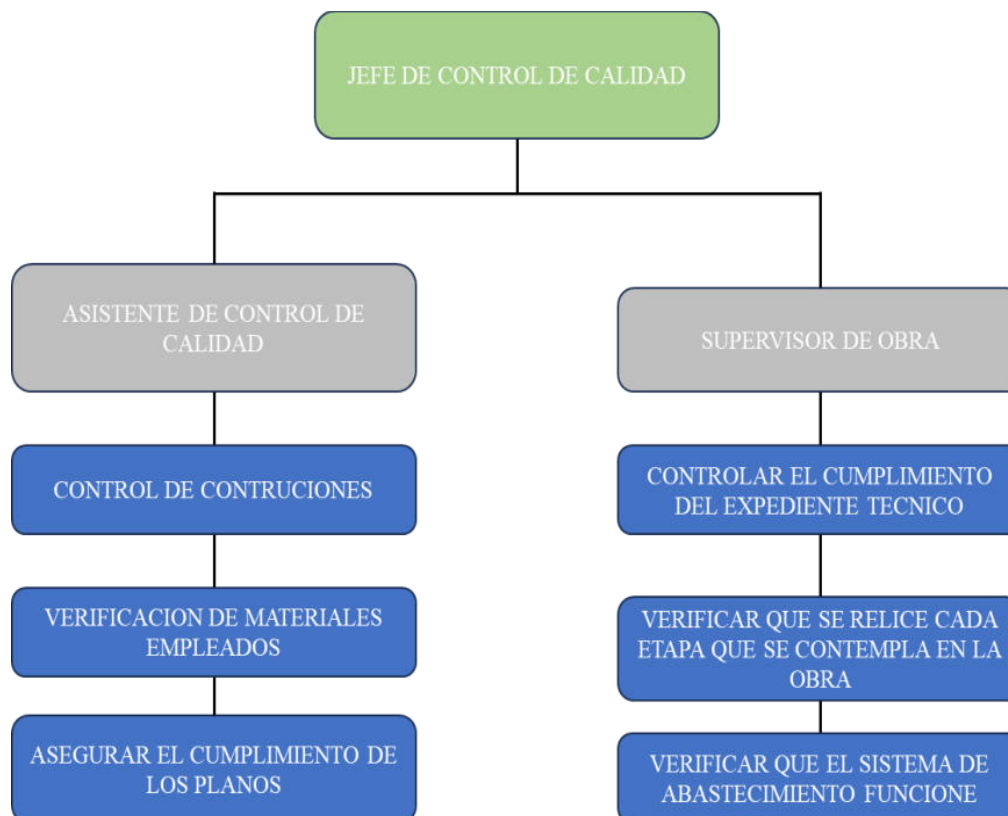 JEFE DE CONTROL DE CALIDAD
ASISTENTE DE CONTROL DE
CALIDAD
SUPERVISOR DE OBRA
CONTROL DE CONTRUCIONES
CONTROLAR EL CUMPLIMIENTO
DEL EXPEDIENTE TECNICO
VERIFICACION DE MATERIALES
EMPLEADOS
VERIFICAR QUE SE RELICE CADA
ETAPA QUE SE CONTEMPLA EN LA
OBRA
ASEGURAR EL CUMPLIMIENTO DE
LOS PLANOS
VERIFICAR QUE EL SISTEMA DE
ABASTECIMIENTO FUNCIONE